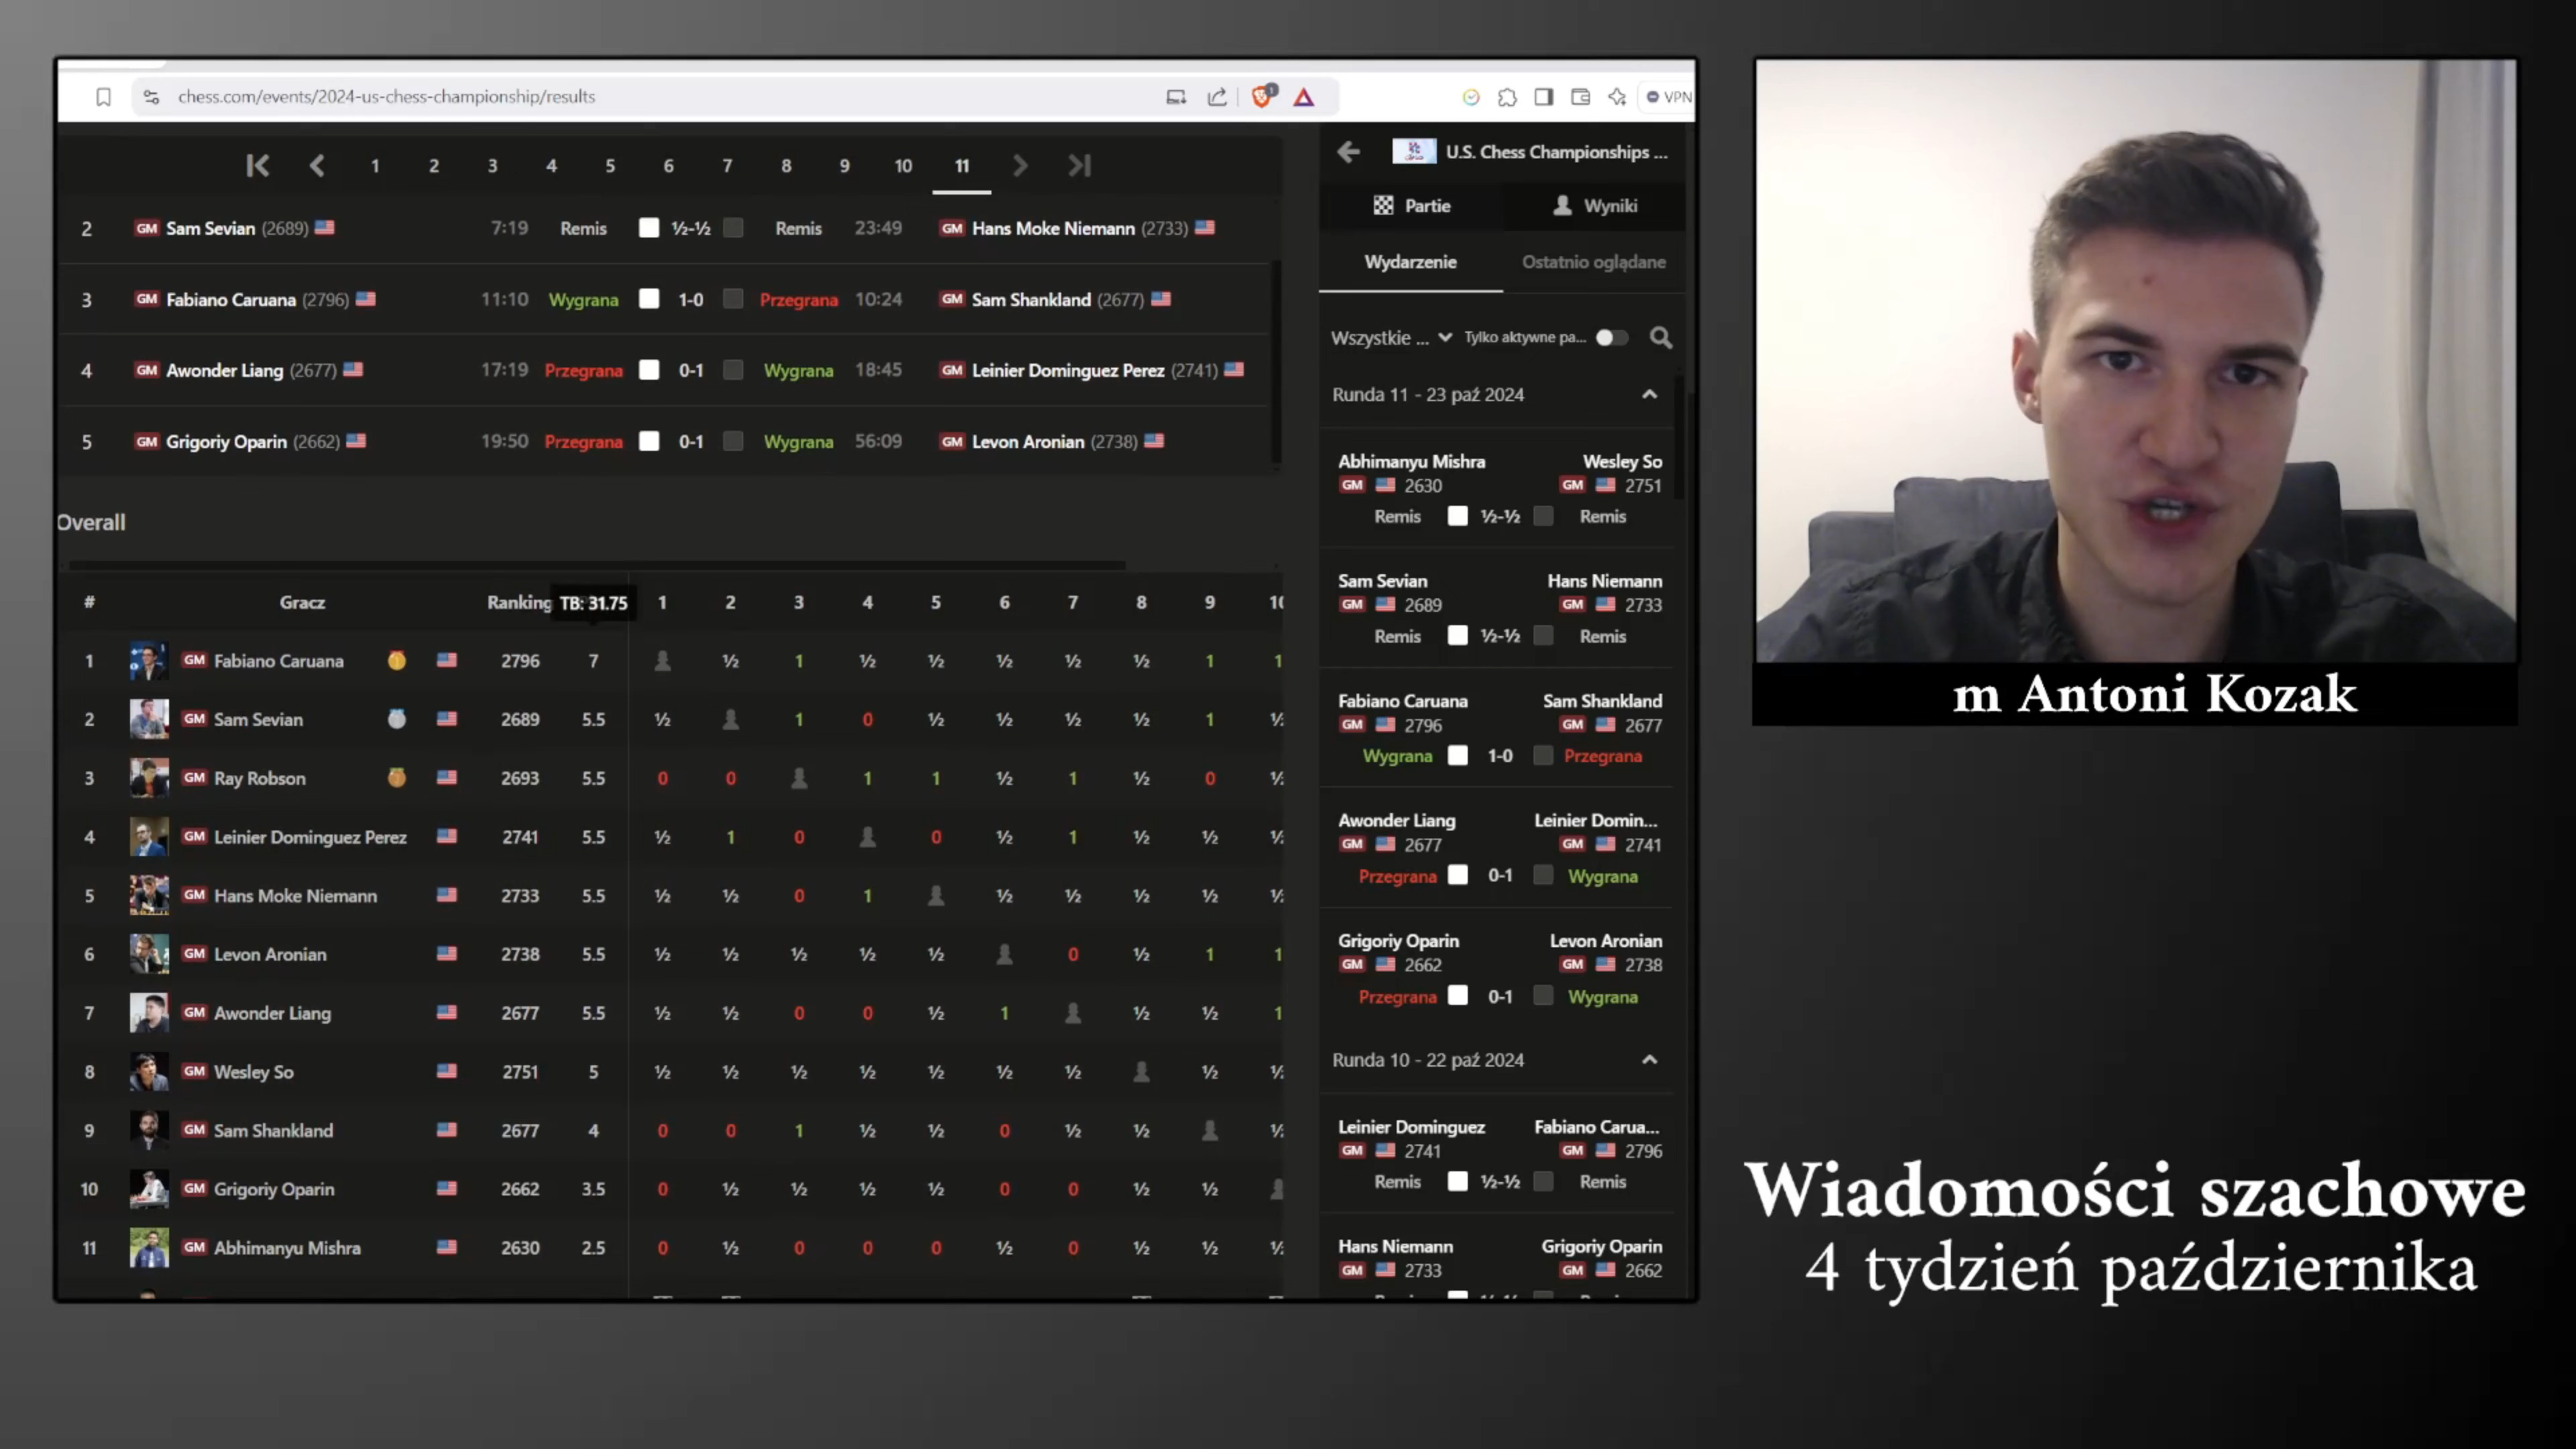 chess.com/events/2024-us-chess-championship/results
1
VPN
1 2 3 4 5 6 7 8 9 10 11
2 GM Sam Sevian (2689) 7:19 Remis ½-½ Remis 23:49 GM Hans Moke Niemann (2733)
3 GM Fabiano Caruana (2796) 11:10 Wygrana 1-0 Przegrana 10:24 GM Sam Shankland (2677)
4 GM Awonder Liang (2677) 17:19 Przegrana 0-1 Wygrana 18:45 GM Leinier Dominguez Perez (2741)
5 GM Grigoriy Oparin (2662) 19:50 Przegrana 0-1 Wygrana 56:09 GM Levon Aronian (2738)
Overall
# Gracz Ranking TB: 31.75 1 2 3 4 5 6 7 8 9 10
1 GM Fabiano Caruana 2796 7 ½ 1 ½ ½ ½ ½ ½ 1 1
2 GM Sam Sevian 2689 5.5 ½ 1 0 ½ ½ ½ ½ 1 ½
3 GM Ray Robson 2693 5.5 0 0 1 1 ½ 1 ½ 0 ½
4 GM Leinier Dominguez Perez 2741 5.5 ½ 1 0 0 ½ 1 ½ ½ ½
5 GM Hans Moke Niemann 2733 5.5 ½ ½ 0 1 ½ ½ ½ ½ ½
6 GM Levon Aronian 2738 5.5 ½ ½ ½ ½ ½ 0 ½ 1 1
7 GM Awonder Liang 2677 5.5 ½ ½ 0 0 ½ 1 ½ ½ 1
8 GM Wesley So 2751 5 ½ ½ ½ ½ ½ ½ ½ ½ ½
9 GM Sam Shankland 2677 4 0 0 1 ½ ½ 0 ½ ½ ½
10 GM Grigoriy Oparin 2662 3.5 0 ½ ½ ½ ½ 0 0 ½ ½
11 GM Abhimanyu Mishra 2630 2.5 0 ½ 0 0 0 ½ 0 ½ ½ ½
U.S. Chess Championships ...
Partie Wyniki
Wydarzenie Ostatnio oglądane
Wszystkie ... Tylko aktywne pa...
Runda 11 - 23 paź 2024
Abhimanyu Mishra Wesley So
GM 2630 GM 2751
Remis ½-½ Remis
Sam Sevian Hans Niemann
GM 2689 GM 2733
Remis ½-½ Remis
Fabiano Caruana Sam Shankland
GM 2796 GM 2677
Wygrana 1-0 Przegrana
Awonder Liang Leinier Domin...
GM 2677 GM 2741
Przegrana 0-1 Wygrana
Grigoriy Oparin Levon Aronian
GM 2662 GM 2738
Przegrana 0-1 Wygrana
Runda 10 - 22 paź 2024
Leinier Dominguez Fabiano Carua...
GM 2741 GM 2796
Remis ½-½ Remis
Hans Niemann Grigoriy Oparin
GM 2733 GM 2662
m Antoni Kozak
Wiadomości szachowe
4 tydzień października